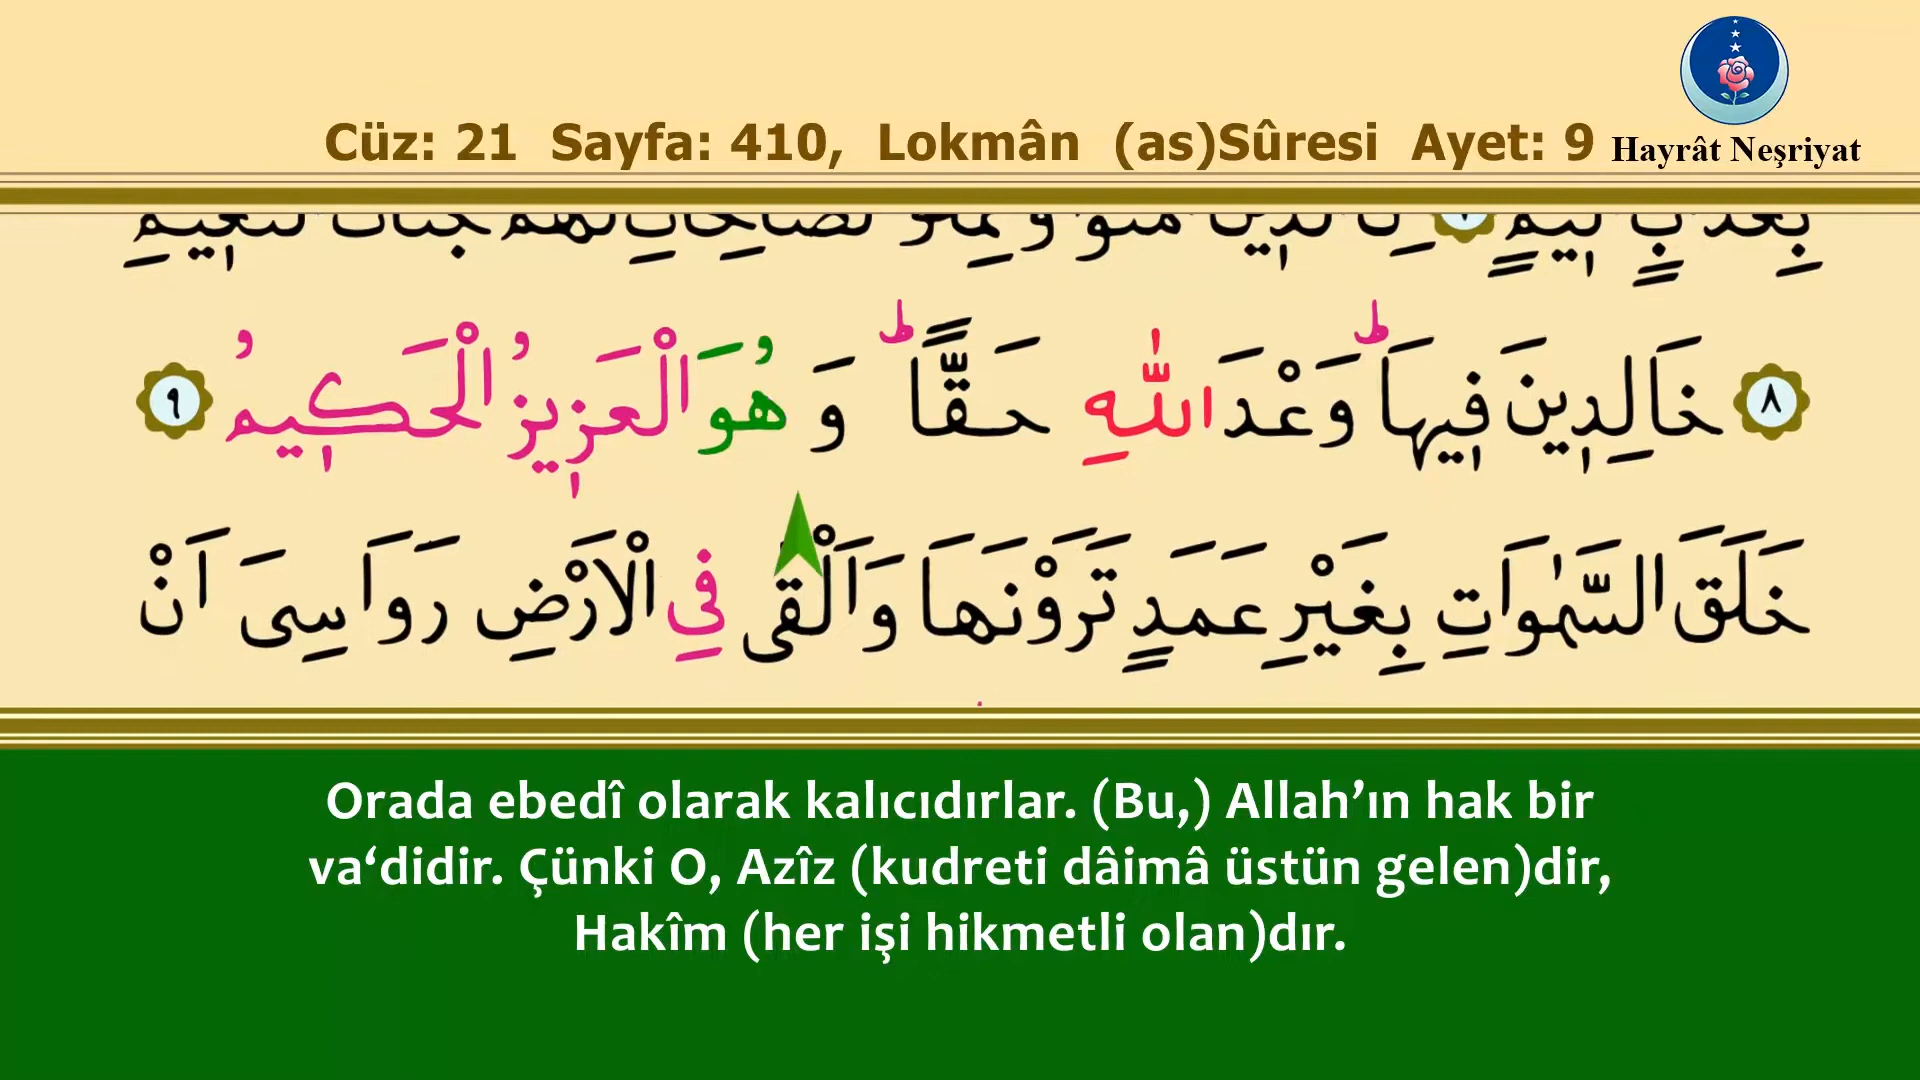 Cüz: 21 Sayfa: 410, Lokmân (as)Sûresi Ayet: 9
Hayrât Neşriyat
خَالِدٖينَ فٖيهَاۜ وَعْدَ اللّٰهِ حَقًّاۜ وَهُوَ الْعَزٖيزُ الْحَكٖيمُ ٩
خَلَقَ السَّمٰوَاتِ بِغَيْرِ عَمَدٍ تَرَوْنَهَا وَاَلْقٰى فِي الْاَرْضِ رَوَاسِىَ اَنْ
Orada ebedî olarak kalıcıdırlar. (Bu,) Allah’ın hak bir
va‘didir. Çünki O, Azîz (kudreti dâimâ üstün gelen)dir,
Hakîm (her işi hikmetli olan)dır.